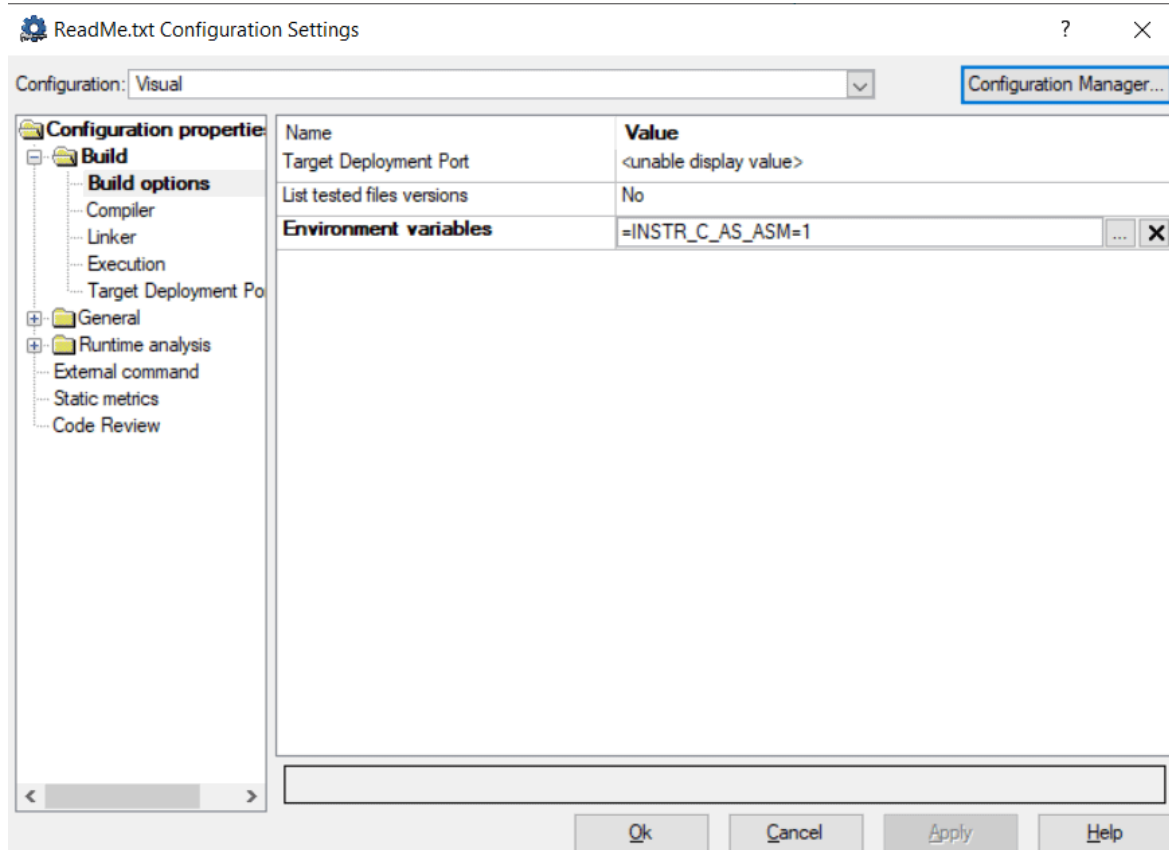 ReadMe.txt Configuration Settings ?
Configuration: Visual Configuration Manager...
Configuration propertie
Build
Build options
Compiler
Linker
Execution
Target Deployment Po
General
Runtime analysis
External command
Static metrics
Code Review
Name Value
Target Deployment Port <unable display value>
List tested files versions No
Environment variables =INSTR_C_AS_ASM=1 ...
Ok Cancel Apply Help